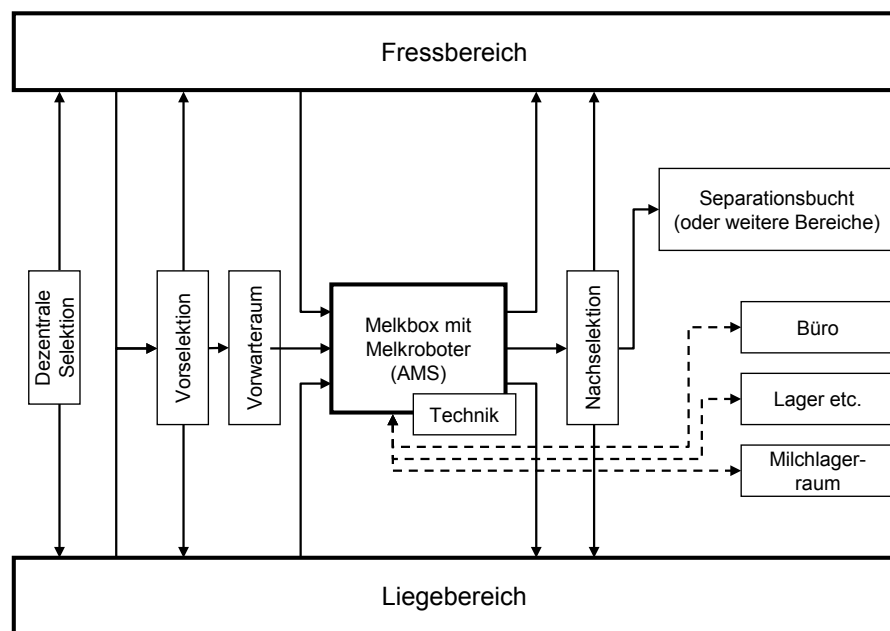 Fressbereich
Separationsbucht
(oder weitere Bereiche)
Dezentrale
Selektion
Vorselektion
Vorwarteraum
Melkbox mit
Melkroboter
(AMS)
Technik
Nachselektion
Büro
Lager etc.
Milchlager-
raum
Liegebereich